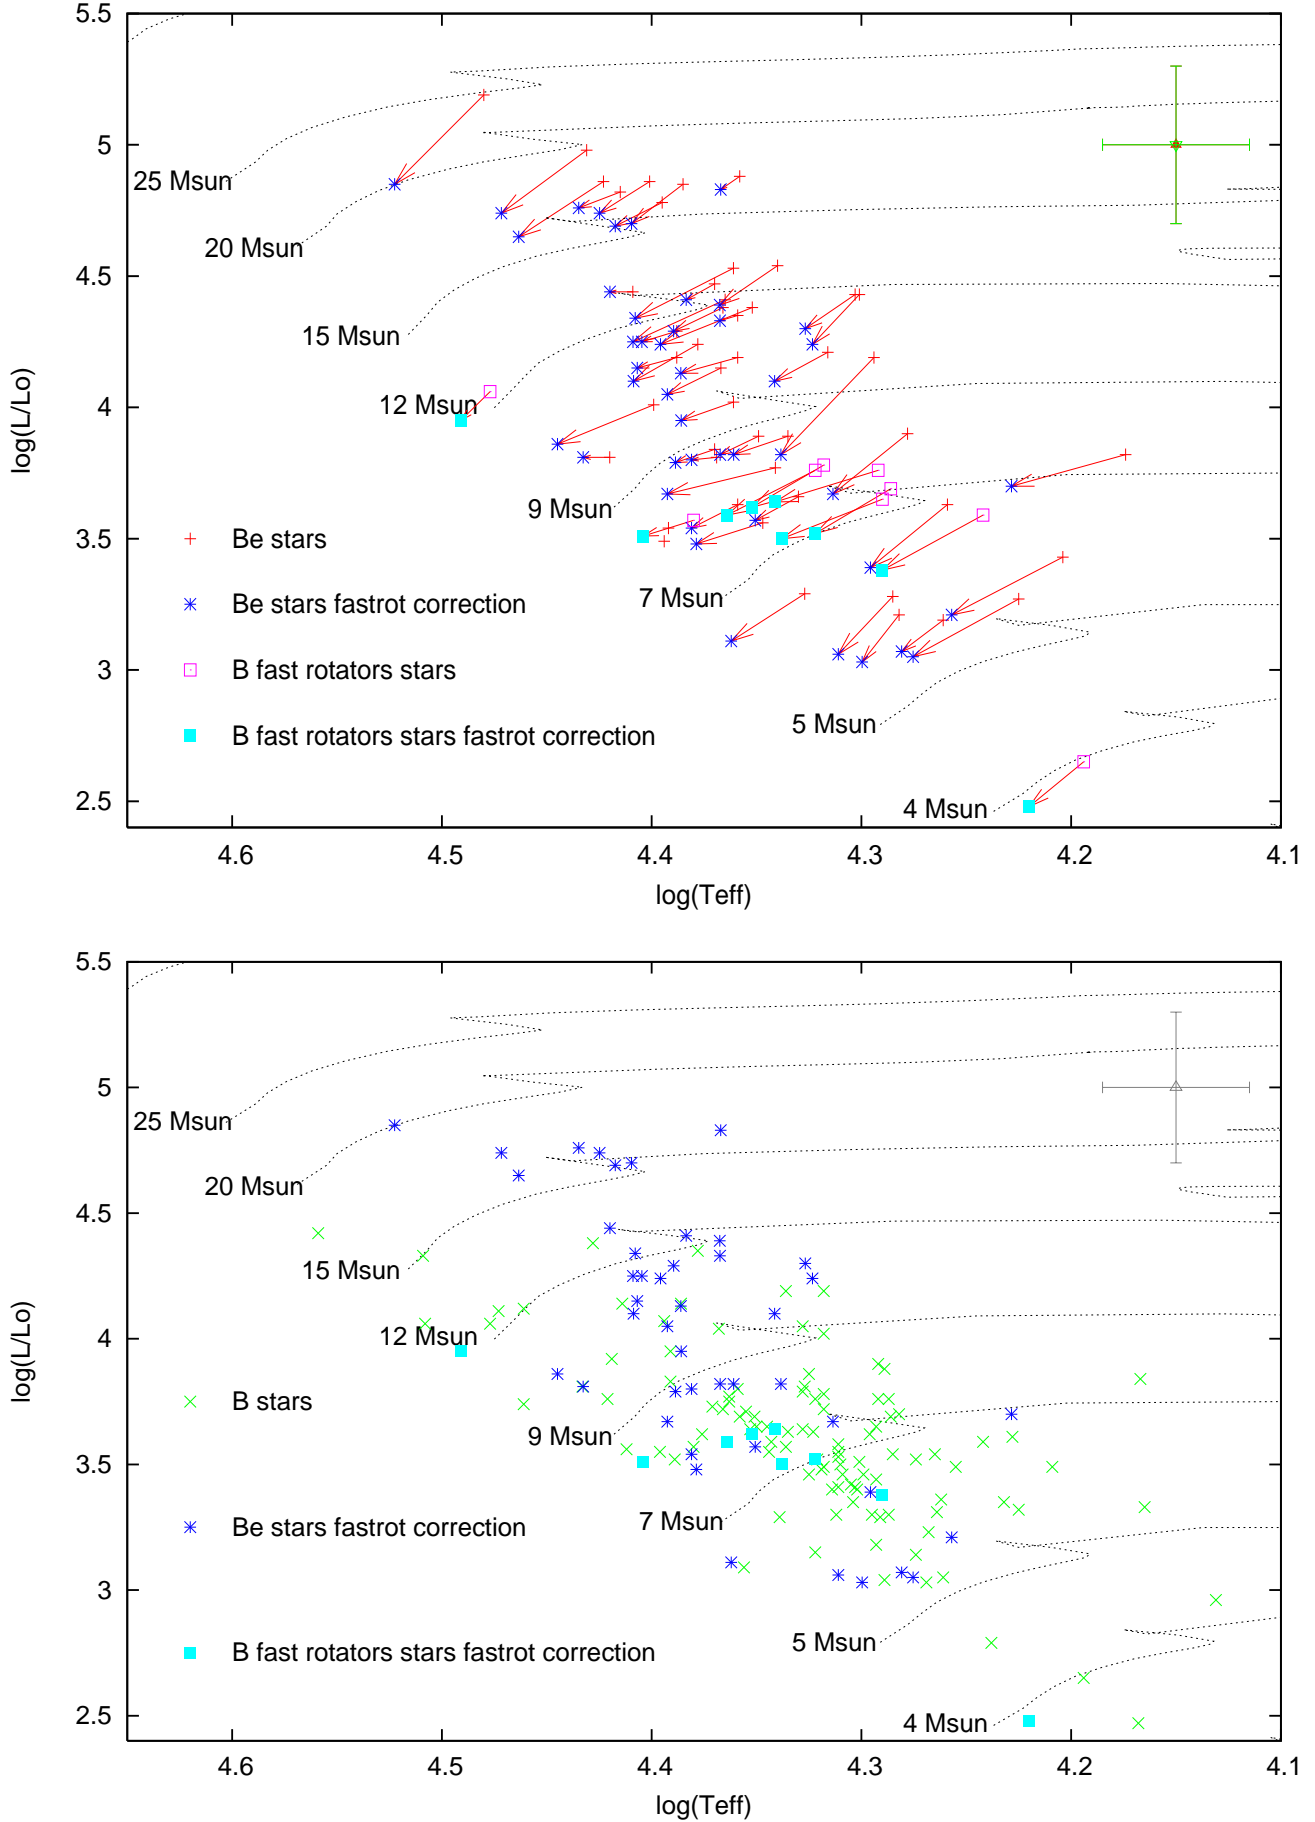 5.5
5
4.5
4
3.5
3
2.5
log(L/Lo)
25 Msun
20 Msun
15 Msun
12 Msun
9 Msun
7 Msun
5 Msun
4 Msun
Be stars
Be stars fastrot correction
B fast rotators stars
B fast rotators stars fastrot correction
4.6 4.5 4.4 4.3 4.2 4.1
log(Teff)
5.5
5
4.5
4
3.5
3
2.5
log(L/Lo)
25 Msun
20 Msun
15 Msun
12 Msun
9 Msun
7 Msun
5 Msun
4 Msun
B stars
Be stars fastrot correction
B fast rotators stars fastrot correction
4.6 4.5 4.4 4.3 4.2 4.1
log(Teff)